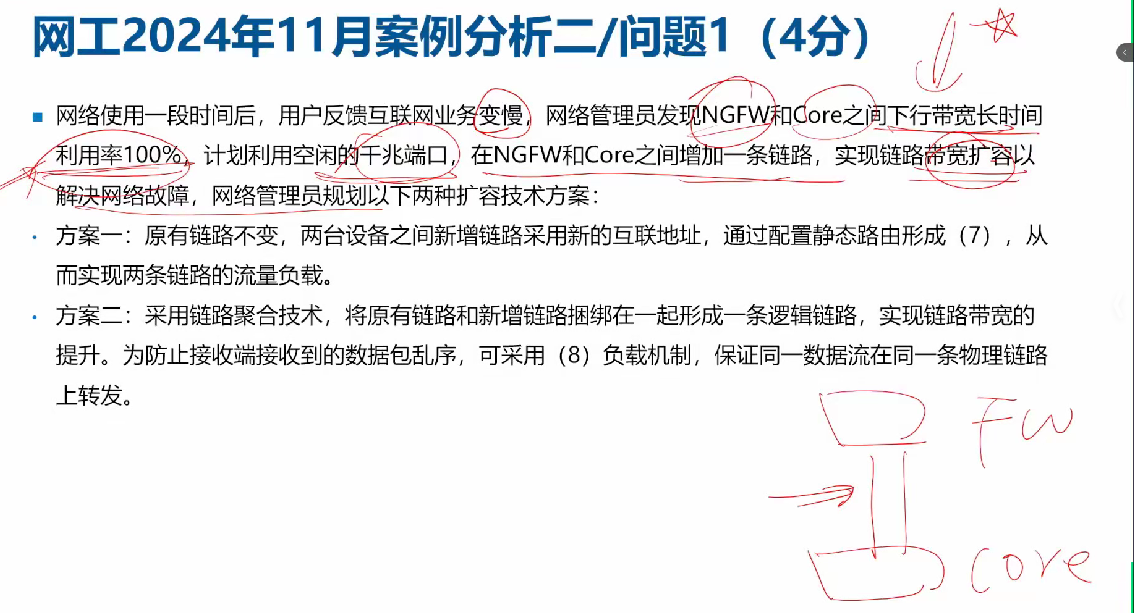 网工2024年11月案例分析二/问题1（4分）
■ 网络使用一段时间后，用户反馈互联网业务变慢，网络管理员发现NGFW和Core之间下行带宽长时间
利用率100%，计划利用空闲的千兆端口，在NGFW和Core之间增加一条链路，实现链路带宽扩容以
解决网络故障，网络管理员规划以下两种扩容技术方案：
· 方案一：原有链路不变，两台设备之间新增链路采用新的互联地址，通过配置静态路由形成（7），从
而实现两条链路的流量负载。
· 方案二：采用链路聚合技术，将原有链路和新增链路捆绑在一起形成一条逻辑链路，实现链路带宽的
提升。为防止接收端接收到的数据包乱序，可采用（8）负载机制，保证同一数据流在同一条物理链路
上转发。
FW
core